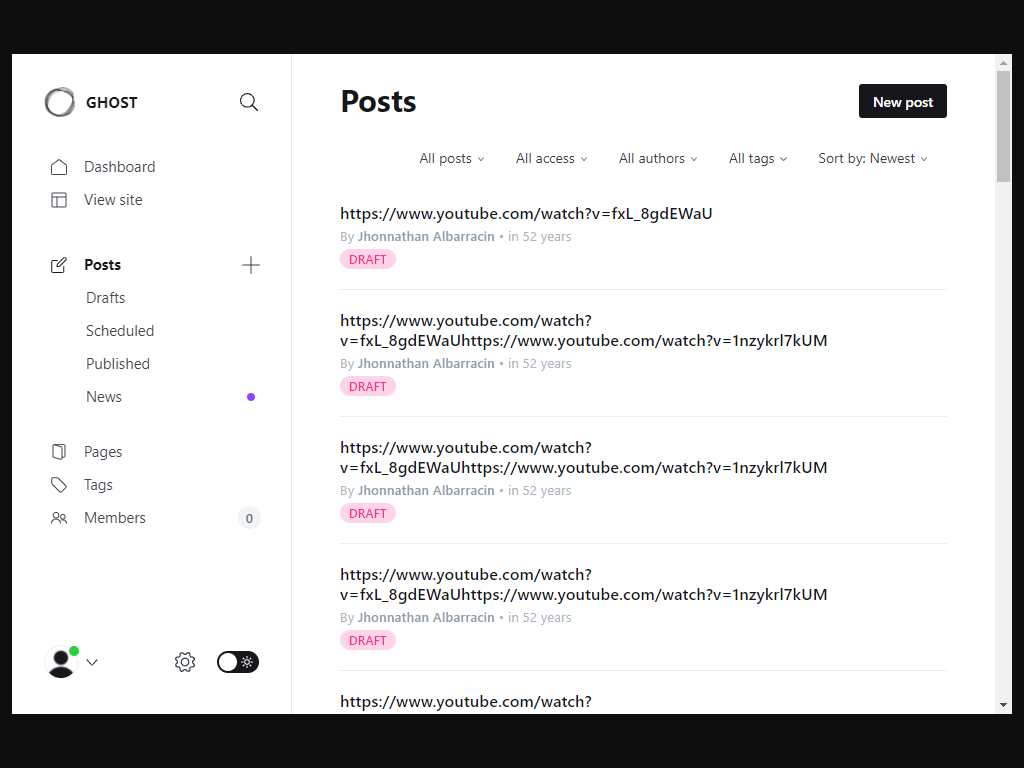 GHOST
Dashboard
View site
Posts
Drafts
Scheduled
Published
News
Pages
Tags
Members 0
Posts
New post
All posts All access All authors All tags Sort by: Newest
https://www.youtube.com/watch?v=fxL_8gdEWaU
By Jhonnathan Albarracin • in 52 years
DRAFT
https://www.youtube.com/watch?
v=fxL_8gdEWaUhttps://www.youtube.com/watch?v=1nzykrl7kUM
By Jhonnathan Albarracin • in 52 years
DRAFT
https://www.youtube.com/watch?
v=fxL_8gdEWaUhttps://www.youtube.com/watch?v=1nzykrl7kUM
By Jhonnathan Albarracin • in 52 years
DRAFT
https://www.youtube.com/watch?
v=fxL_8gdEWaUhttps://www.youtube.com/watch?v=1nzykrl7kUM
By Jhonnathan Albarracin • in 52 years
DRAFT
https://www.youtube.com/watch?